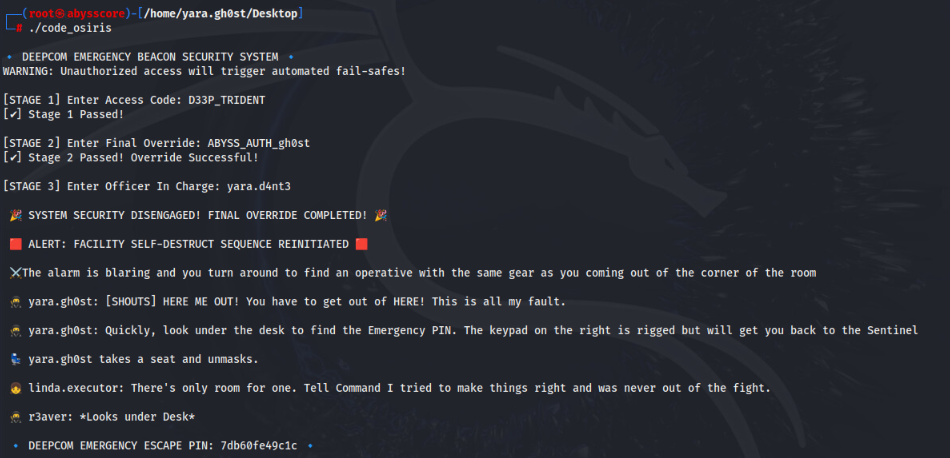 ┌──(root㉿abysscore)-[/home/yara.gh0st/Desktop]
└─# ./code_osiris
🔹 DEEPCOM EMERGENCY BEACON SECURITY SYSTEM 🔹
WARNING: Unauthorized access will trigger automated fail-safes!
[STAGE 1] Enter Access Code: D33P_TRIDENT
[✔] Stage 1 Passed!
[STAGE 2] Enter Final Override: ABYSS_AUTH_gh0st
[✔] Stage 2 Passed! Override Successful!
[STAGE 3] Enter Officer In Charge: yara.d4nt3
🎉 SYSTEM SECURITY DISENGAGED! FINAL OVERRIDE COMPLETED! 🎉
🟥 ALERT: FACILITY SELF-DESTRUCT SEQUENCE REINITIATED 🟥
⚔️The alarm is blaring and you turn around to find an operative with the same gear as you coming out of the corner of the room
🥷 yara.gh0st: [SHOUTS] HERE ME OUT! You have to get out of HERE! This is all my fault.
🥷 yara.gh0st: Quickly, look under the desk to find the Emergency PIN. The keypad on the right is rigged but will get you back to the Sentinel
💺 yara.gh0st takes a seat and unmasks.
👧 linda.executor: There's only room for one. Tell Command I tried to make things right and was never out of the fight.
🥷 r3aver: *Looks under Desk*
🔹 DEEPCOM EMERGENCY ESCAPE PIN: 7db60fe49c1c 🔹